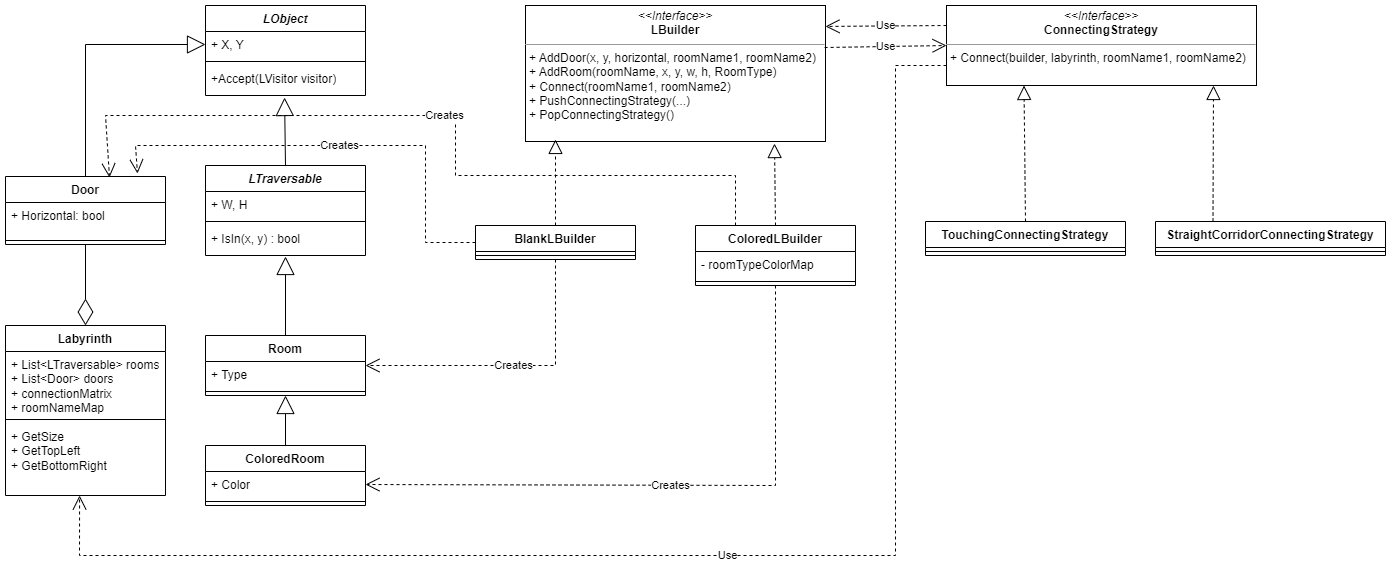 LObject
+ X, Y
+Accept(LVisitor visitor)
<<Interface>>
LBuilder
+ AddDoor(x, y, horizontal, roomName1, roomName2)
+ AddRoom(roomName, x, y, w, h, RoomType)
+ Connect(roomName1, roomName2)
+ PushConnectingStrategy(...)
+ PopConnectingStrategy()
Use
Use
<<Interface>>
ConnectingStrategy
+ Connect(builder, labyrinth, roomName1, roomName2)
Creates
Creates
Door
+ Horizontal: bool
LTraversable
+ W, H
+ IsIn(x, y) : bool
BlankLBuilder
ColoredLBuilder
- roomTypeColorMap
TouchingConnectingStrategy
StraightCorridorConnectingStrategy
Labyrinth
+ List<LTraversable> rooms
+ List<Door> doors
+ connectionMatrix
+ roomNameMap
+ GetSize
+ GetTopLeft
+ GetBottomRight
Room
+ Type
Creates
ColoredRoom
+ Color
Creates
Use